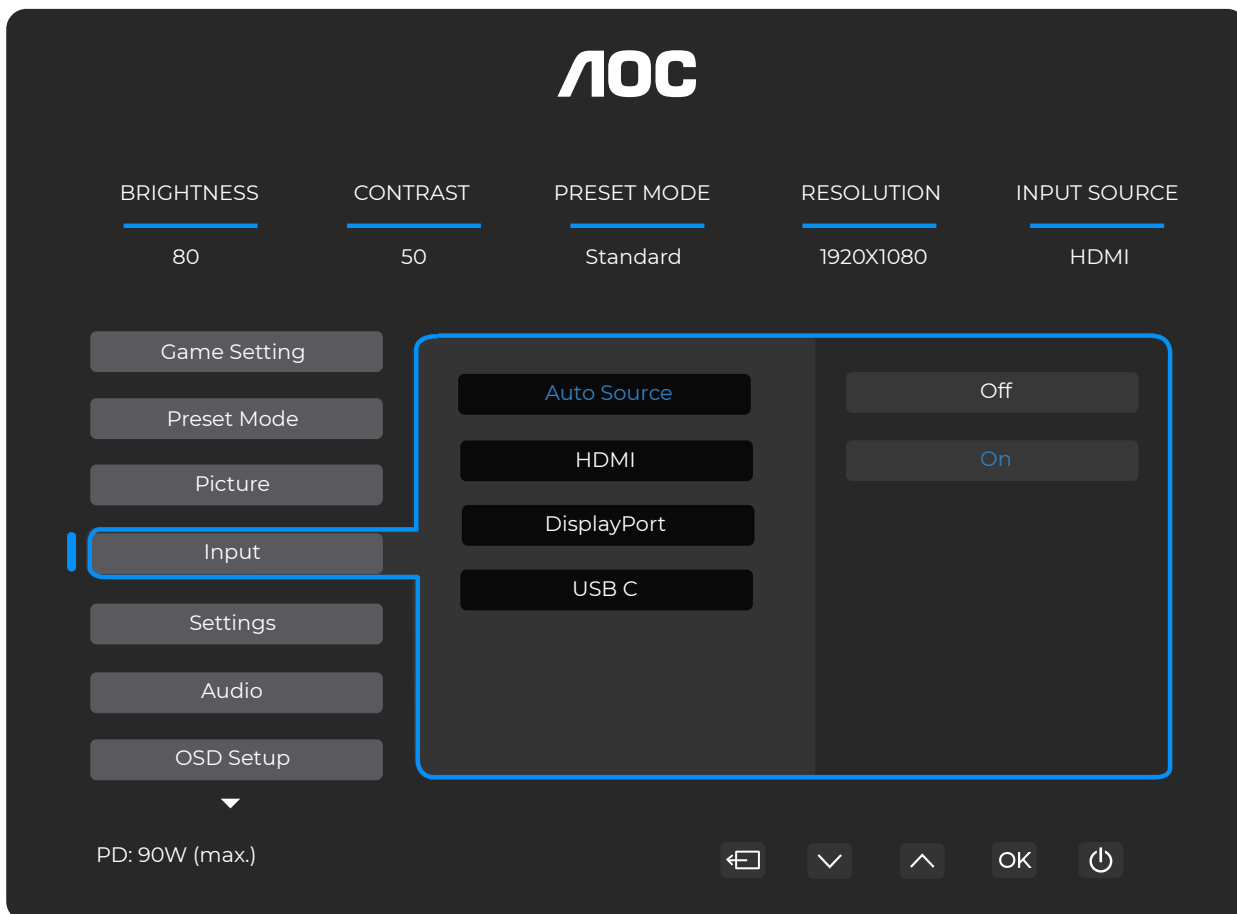 AOC
BRIGHTNESS CONTRAST PRESET MODE RESOLUTION INPUT SOURCE
80 50 Standard 1920X1080 HDMI
Game Setting
Preset Mode
Picture
Input
Settings
Audio
OSD Setup
Auto Source
HDMI
DisplayPort
USB C
Off
On
PD: 90W (max.)
OK